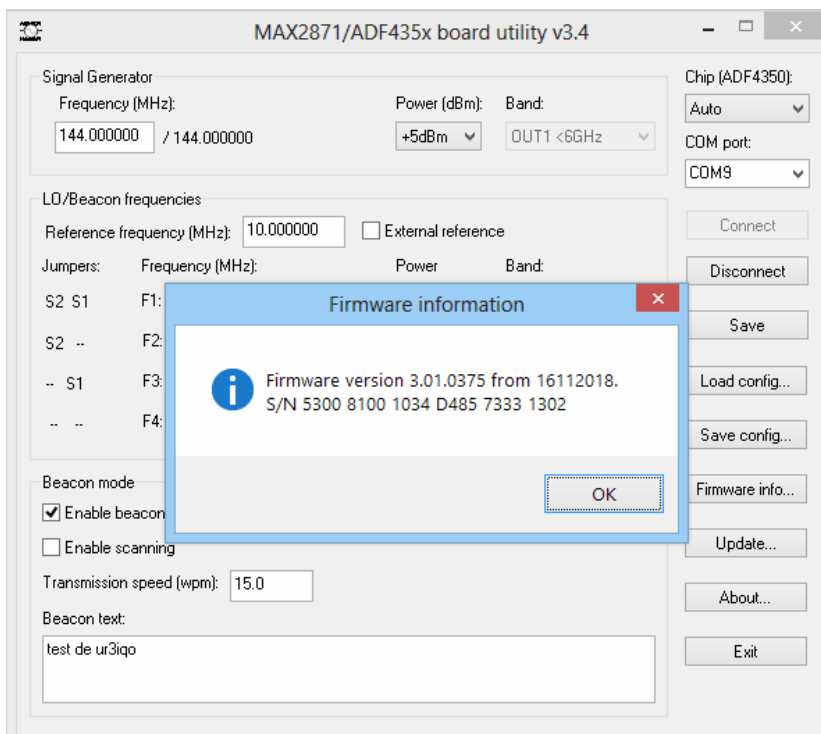 MAX2871/ADF435x board utility v3.4
Signal Generator
Frequency (MHz): Power (dBm): Band:
144.000000 / 144.000000 +5dBm OUT1 <6GHz
Chip (ADF4350):
Auto
COM port:
COM9
Connect
Disconnect
Save
Load config...
Save config...
Firmware info...
Update...
About...
Exit
LO/Beacon frequencies
Reference frequency (MHz): 10.000000 External reference
Jumpers: Frequency (MHz): Power Band:
S2 S1 F1:
S2 -- F2:
-- S1 F3:
-- -- F4:
Firmware information
Firmware version 3.01.0375 from 16112018.
S/N 5300 8100 1034 D485 7333 1302
OK
Beacon mode
Enable beacon
Enable scanning
Transmission speed (wpm): 15.0
Beacon text:
test de ur3iqo